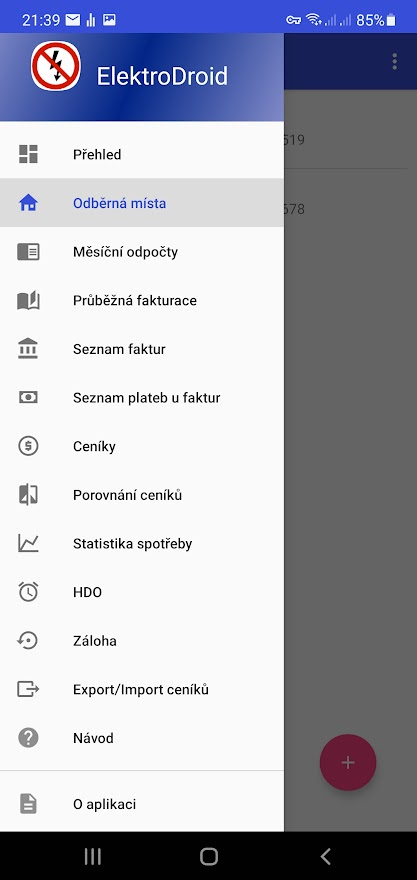 21:39 85%
ElektroDroid
519
Přehled
Odběrná místa
678
Měsíční odpočty
Průběžná fakturace
Seznam faktur
Seznam plateb u faktur
Ceníky
Porovnání ceníků
Statistika spotřeby
HDO
Záloha
Export/Import ceníků
Návod
O aplikaci